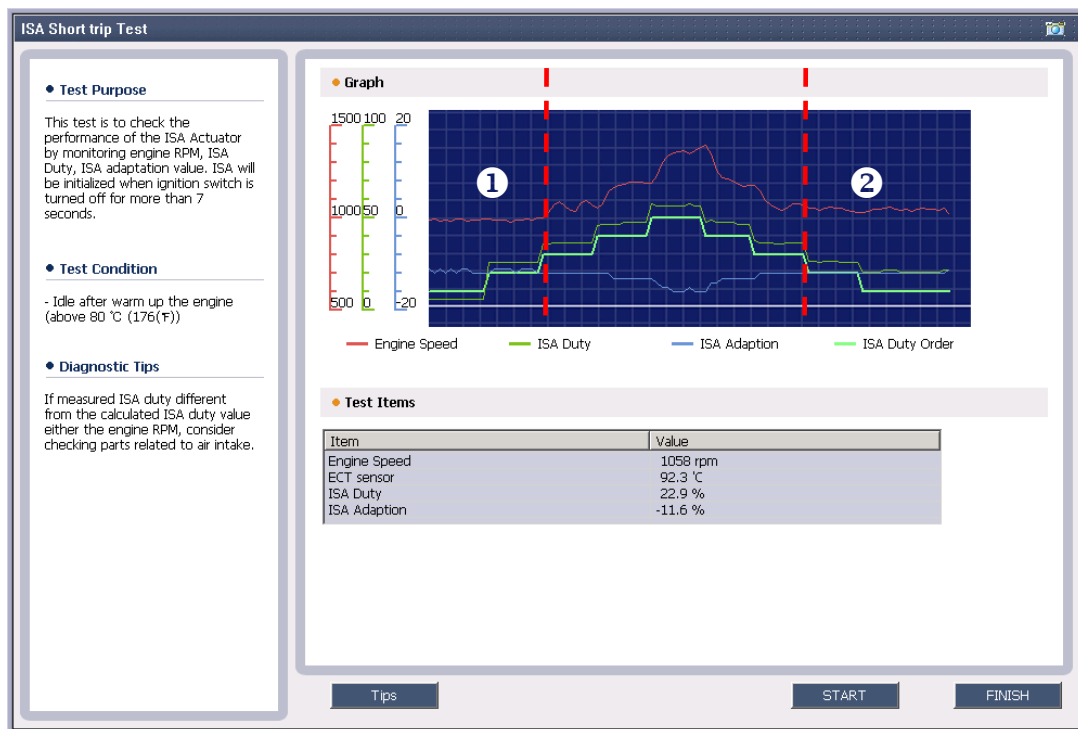 ISA Short trip Test
Test Purpose
This test is to check the
performance of the ISA Actuator
by monitoring engine RPM, ISA
Duty, ISA adaptation value. ISA will
be initialized when ignition switch is
turned off for more than 7
seconds.
Test Condition
- Idle after warm up the engine
(above 80 ℃ (176(℉))
Diagnostic Tips
If measured ISA duty different
from the calculated ISA duty value
either the engine RPM, consider
checking parts related to air intake.
Graph
1500 100 20
1000 50 0
500 0 -20
❶ ❷
Engine Speed ISA Duty ISA Adaption ISA Duty Order
Test Items
Item Value
Engine Speed 1058 rpm
ECT sensor 92.3 ℃
ISA Duty 22.9 %
ISA Adaption -11.6 %
Tips START FINISH